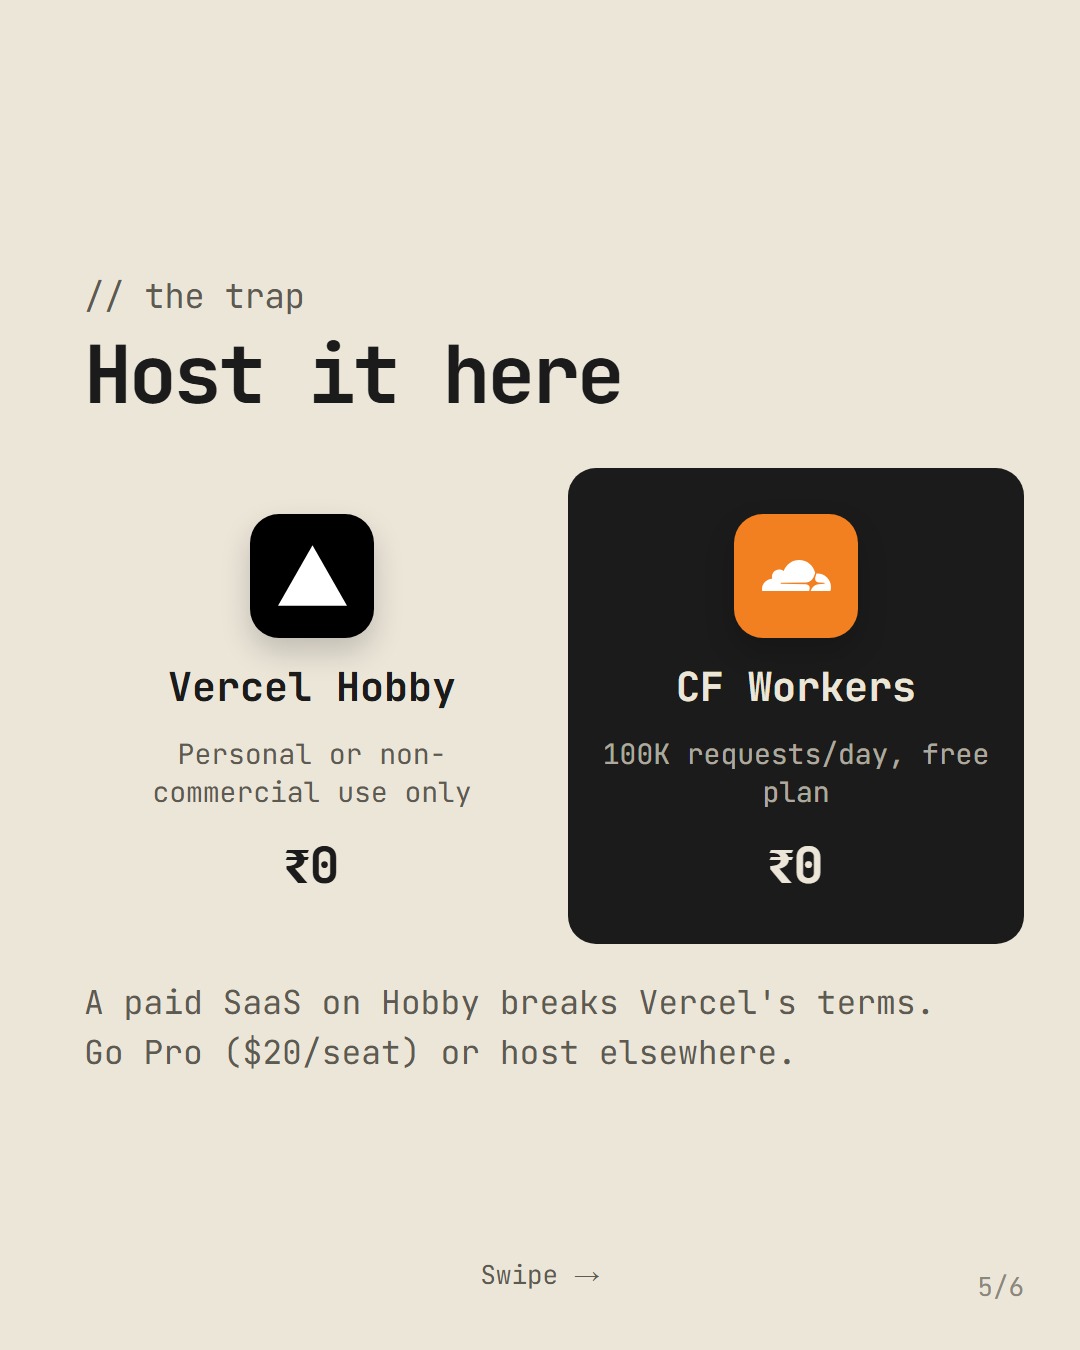 // the trap
Host it here
Vercel Hobby
Personal or non-
commercial use only
₹0
CF Workers
100K requests/day, free
plan
₹0
A paid SaaS on Hobby breaks Vercel's terms.
Go Pro ($20/seat) or host elsewhere.
Swipe →
5/6